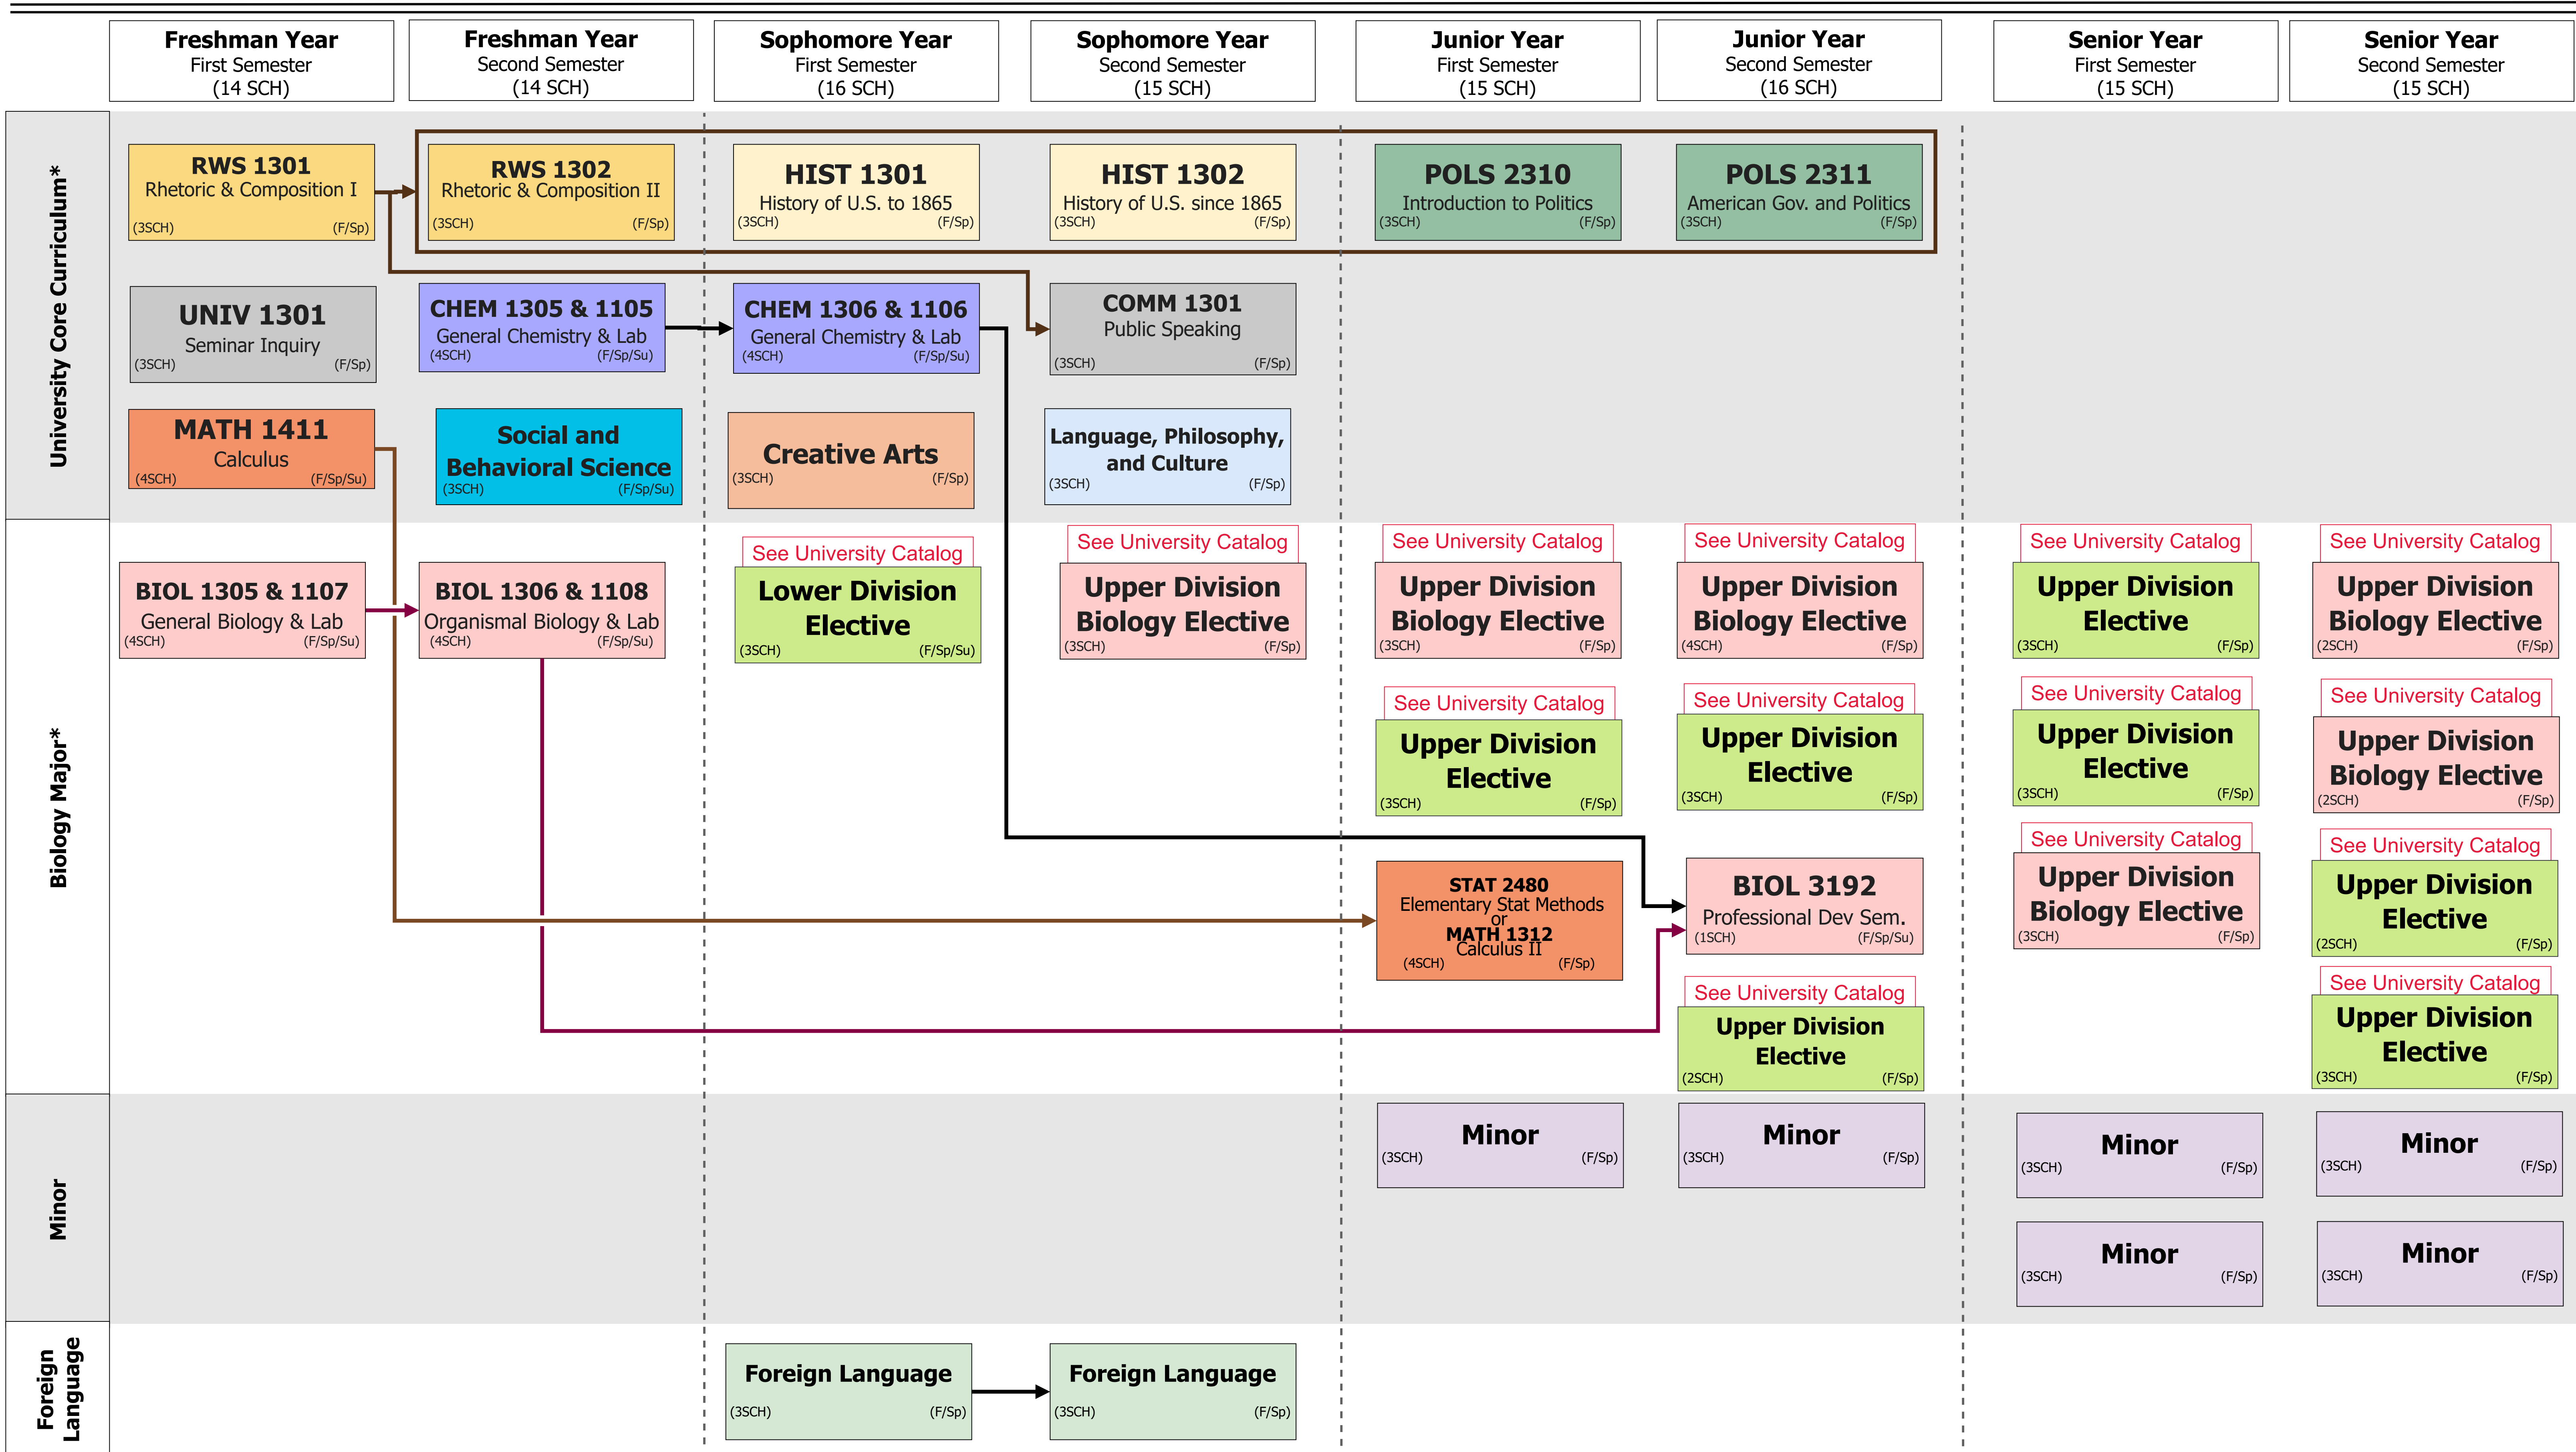 Freshman Year
First Semester
(14 SCH)
Freshman Year
Second Semester
(14 SCH)
Sophomore Year
First Semester
(16 SCH)
Sophomore Year
Second Semester
(15 SCH)
Junior Year
First Semester
(15 SCH)
Junior Year
Second Semester
(16 SCH)
Senior Year
First Semester
(15 SCH)
Senior Year
Second Semester
(15 SCH)
University Core Curriculum*
RWS 1301
Rhetoric & Composition I
(3SCH) (F/Sp)
RWS 1302
Rhetoric & Composition II
(3SCH) (F/Sp)
HIST 1301
History of U.S. to 1865
(3SCH) (F/Sp)
HIST 1302
History of U.S. since 1865
(3SCH) (F/Sp)
POLS 2310
Introduction to Politics
(3SCH) (F/Sp)
POLS 2311
American Gov. and Politics
(3SCH) (F/Sp)
UNIV 1301
Seminar Inquiry
(3SCH) (F/Sp)
CHEM 1305 & 1105
General Chemistry & Lab
(4SCH) (F/Sp/Su)
CHEM 1306 & 1106
General Chemistry & Lab
(4SCH) (F/Sp/Su)
COMM 1301
Public Speaking
(3SCH) (F/Sp)
MATH 1411
Calculus
(4SCH) (F/Sp/Su)
Social and
Behavioral Science
(3SCH) (F/Sp/Su)
Creative Arts
(3SCH) (F/Sp)
Language, Philosophy,
and Culture
(3SCH) (F/Sp)
Biology Major*
BIOL 1305 & 1107
General Biology & Lab
(4SCH) (F/Sp/Su)
BIOL 1306 & 1108
Organismal Biology & Lab
(4SCH) (F/Sp/Su)
See University Catalog
Lower Division
Elective
(3SCH) (F/Sp/Su)
See University Catalog
Upper Division
Biology Elective
(3SCH) (F/Sp)
See University Catalog
Upper Division
Biology Elective
(3SCH) (F/Sp)
See University Catalog
Upper Division
Biology Elective
(4SCH) (F/Sp)
See University Catalog
Upper Division
Elective
(3SCH) (F/Sp)
See University Catalog
Upper Division
Biology Elective
(2SCH) (F/Sp)
See University Catalog
Upper Division
Elective
(3SCH) (F/Sp)
See University Catalog
Upper Division
Elective
(3SCH) (F/Sp)
See University Catalog
Upper Division
Elective
(3SCH) (F/Sp)
See University Catalog
Upper Division
Biology Elective
(2SCH) (F/Sp)
STAT 2480
Elementary Stat Methods
or
MATH 1312
Calculus II
(4SCH) (F/Sp)
BIOL 3192
Professional Dev Sem.
(1SCH) (F/Sp/Su)
See University Catalog
Upper Division
Biology Elective
(3SCH) (F/Sp)
See University Catalog
Upper Division
Elective
(2SCH) (F/Sp)
See University Catalog
Upper Division
Elective
(2SCH) (F/Sp)
See University Catalog
Upper Division
Elective
(3SCH) (F/Sp)
Minor
Minor
(3SCH) (F/Sp)
Minor
(3SCH) (F/Sp)
Minor
(3SCH) (F/Sp)
Minor
(3SCH) (F/Sp)
Minor
(3SCH) (F/Sp)
Minor
(3SCH) (F/Sp)
Foreign
Language
Foreign Language
(3SCH) (F/Sp)
Foreign Language
(3SCH) (F/Sp)